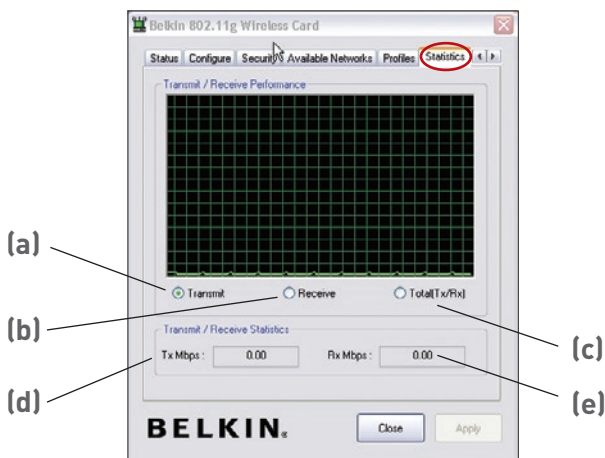 Belkin 802.11g Wireless Card
Status Configure Security Available Networks Profiles Statistics
Transmit / Receive Performance
(a)
Transmit Receive Total(Tx/Rx)
(b)
Transmit / Receive Statistics
(c)
Tx Mbps : 0.00 Rx Mbps : 0.00
(d)
(e)
BELKIN® Close Apply